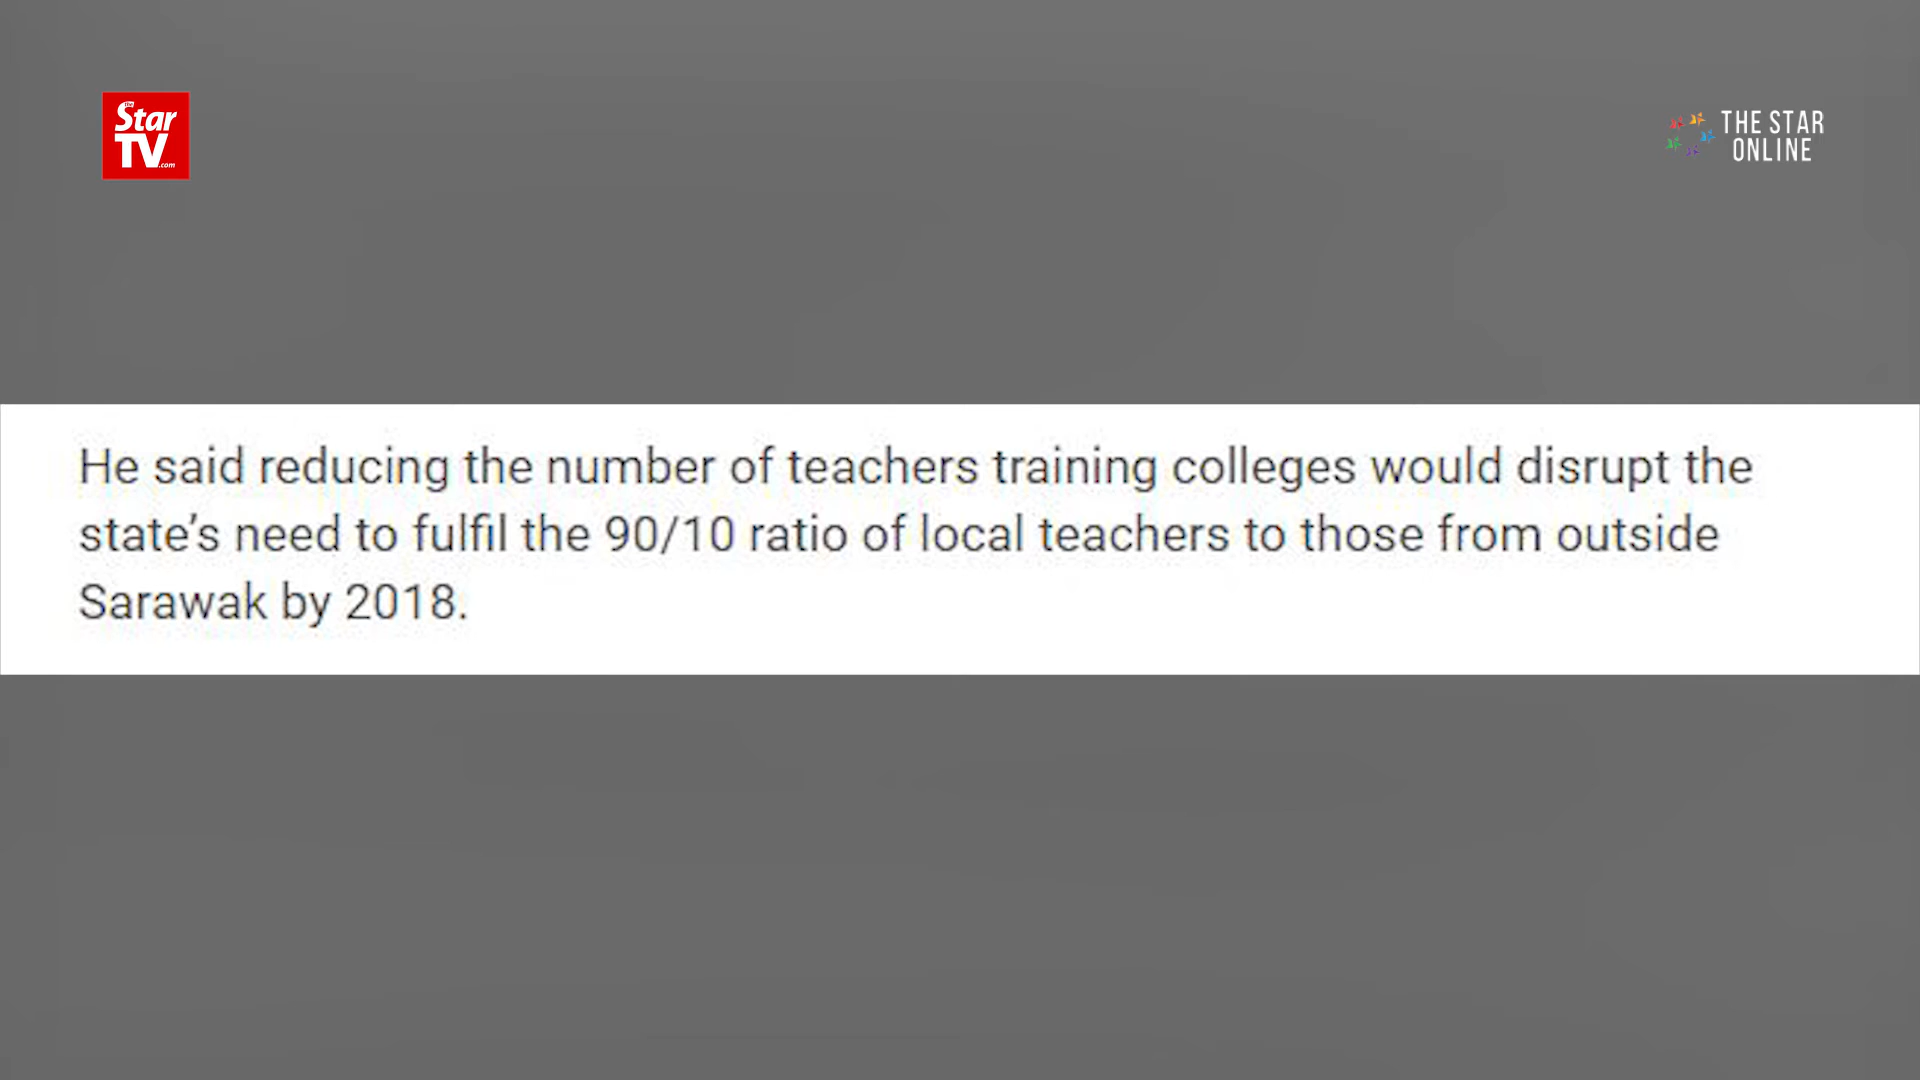 The
Star
TV
.com
THE STAR
ONLINE
He said reducing the number of teachers training colleges would disrupt the
state’s need to fulfil the 90/10 ratio of local teachers to those from outside
Sarawak by 2018.